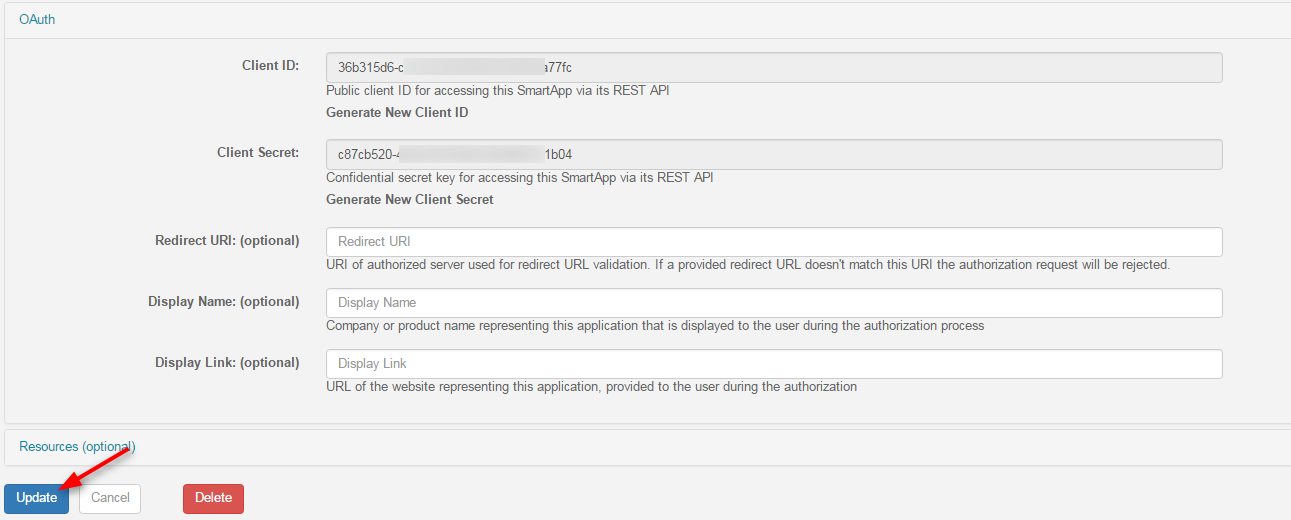 OAuth
Client ID:
36b315d6-c a77fc
Public client ID for accessing this SmartApp via its REST API
Generate New Client ID
Client Secret:
c87cb520-4 1b04
Confidential secret key for accessing this SmartApp via its REST API
Generate New Client Secret
Redirect URI: (optional)
Redirect URI
URI of authorized server used for redirect URL validation. If a provided redirect URL doesn't match this URI the authorization request will be rejected.
Display Name: (optional)
Display Name
Company or product name representing this application that is displayed to the user during the authorization process
Display Link: (optional)
Display Link
URL of the website representing this application, provided to the user during the authorization
Resources (optional)
Update Cancel Delete